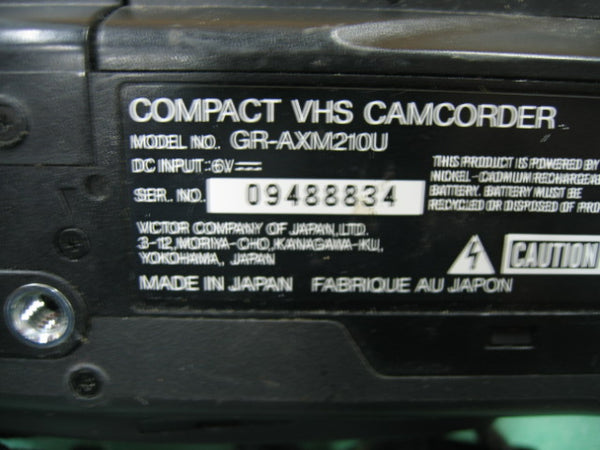 COMPACT VHS CAMCORDER
MODEL NO. GR-AXM210U
DC INPUT: 6V⎓
SER. NO. 09488834
VICTOR COMPANY OF JAPAN, LTD.
3-12, MORIYA-CHO, KANAGAWA-KU,
YOKOHAMA, JAPAN
MADE IN JAPAN FABRIQUE AU JAPON
THIS PRODUCT IS POWERED BY
NICKEL-CADMIUM RECHARGEA
BATTERY. BATTERY MUST BE
RECYCLED OR DISPOSED OF PRO
CAUTION